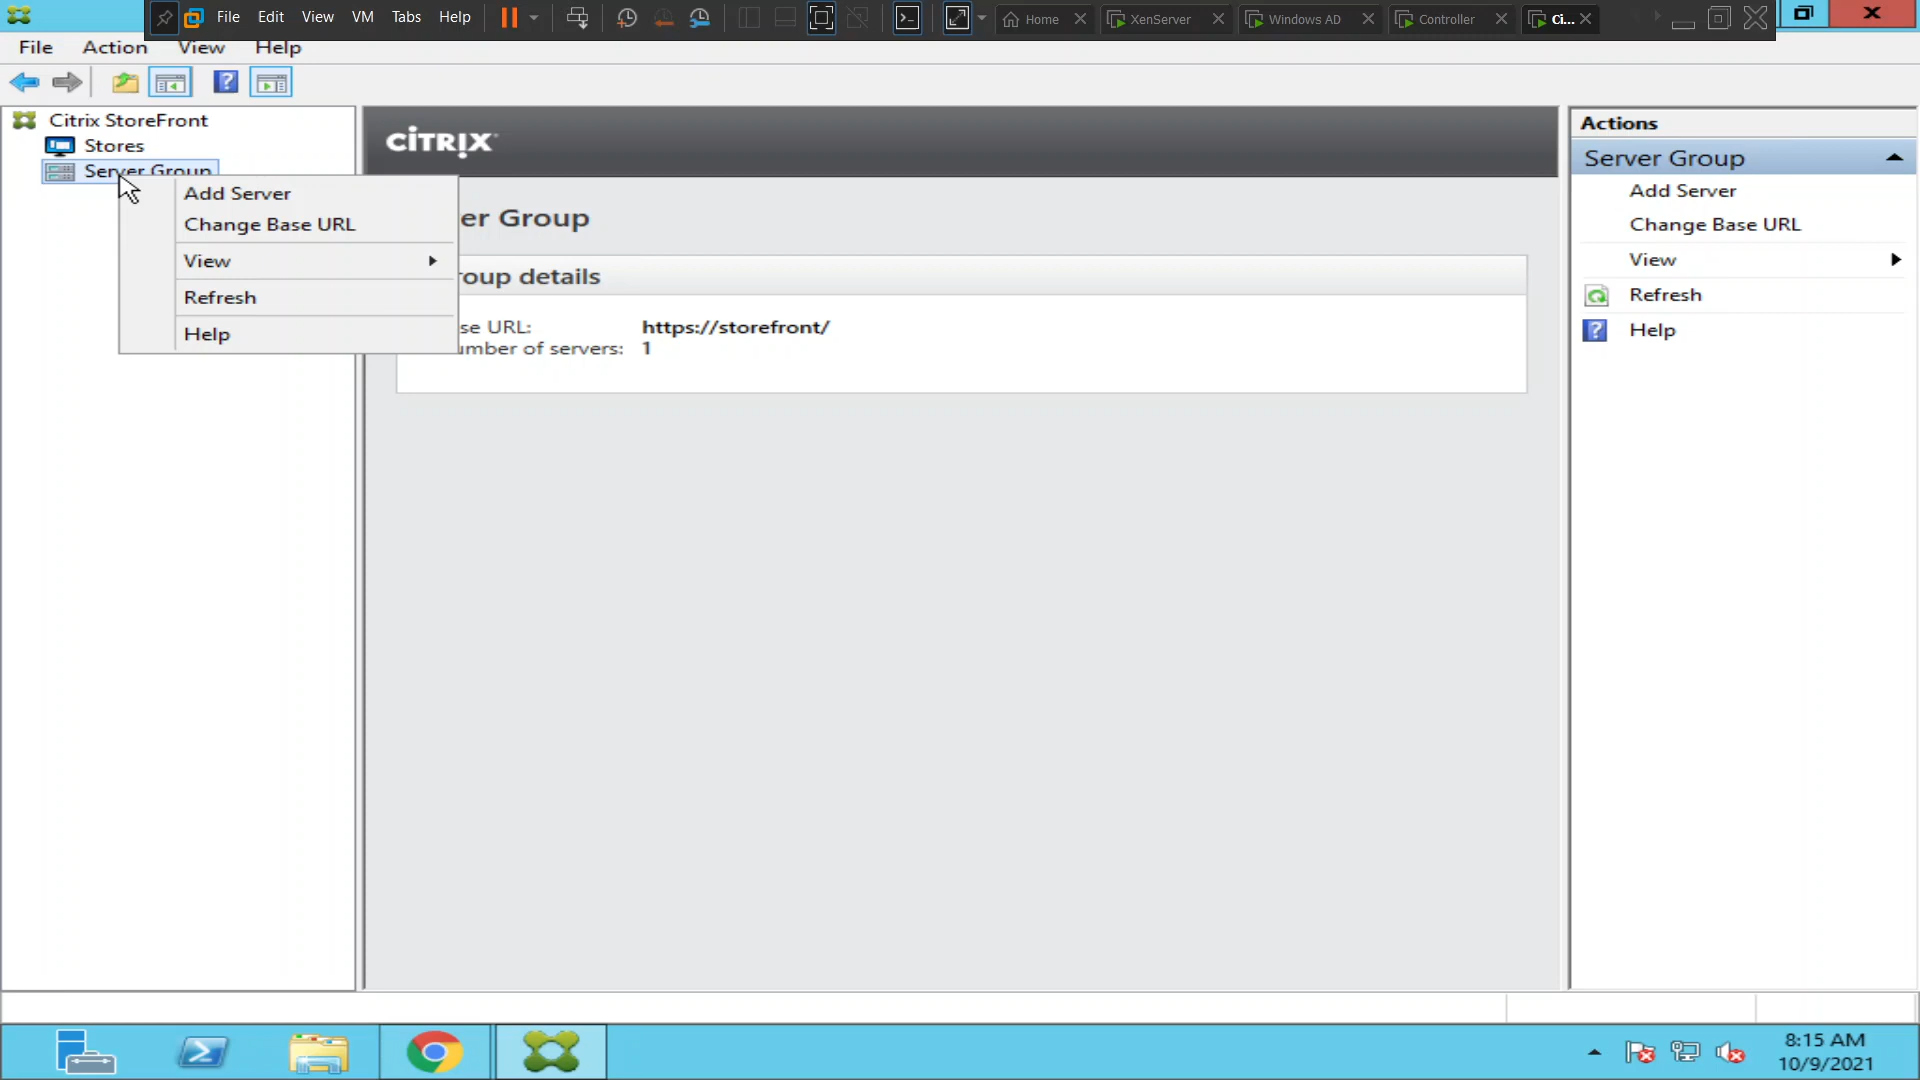 File Edit View VM Tabs Help
Home XenServer Windows AD Controller Ci...
File Action View Help
Citrix StoreFront
Stores
Server Group
Add Server
Change Base URL
View
Refresh
Help
CİTRIX
er Group
oup details
se URL: https://storefront/
umber of servers: 1
Actions
Server Group
Add Server
Change Base URL
View
Refresh
Help
8:15 AM
10/9/2021